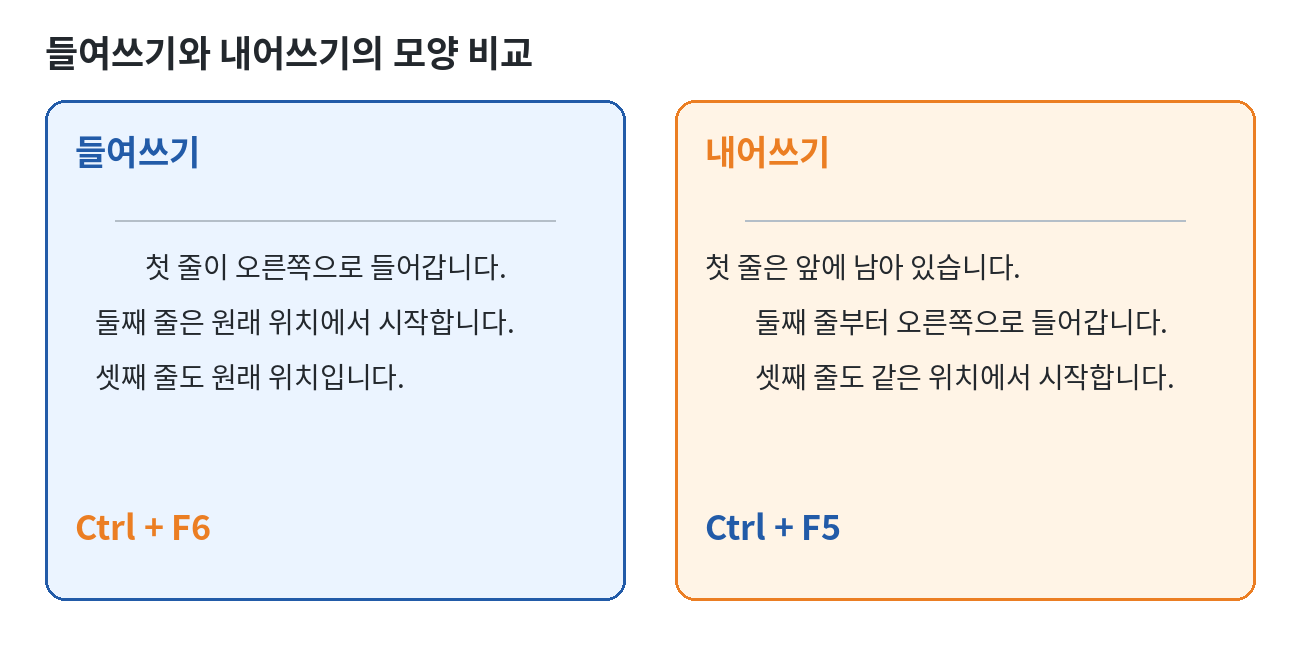 들여쓰기와 내어쓰기의 모양 비교
들여쓰기
첫 줄이 오른쪽으로 들어갑니다.
둘째 줄은 원래 위치에서 시작합니다.
셋째 줄도 원래 위치입니다.
Ctrl + F6
내어쓰기
첫 줄은 앞에 남아 있습니다.
둘째 줄부터 오른쪽으로 들어갑니다.
셋째 줄도 같은 위치에서 시작합니다.
Ctrl + F5